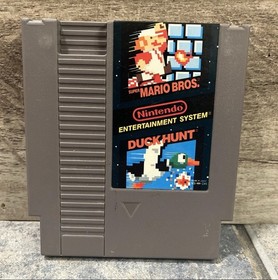 SUPER
MARIO BROS.
Nintendo
ENTERTAINMENT SYSTEM
DUCK HUNT